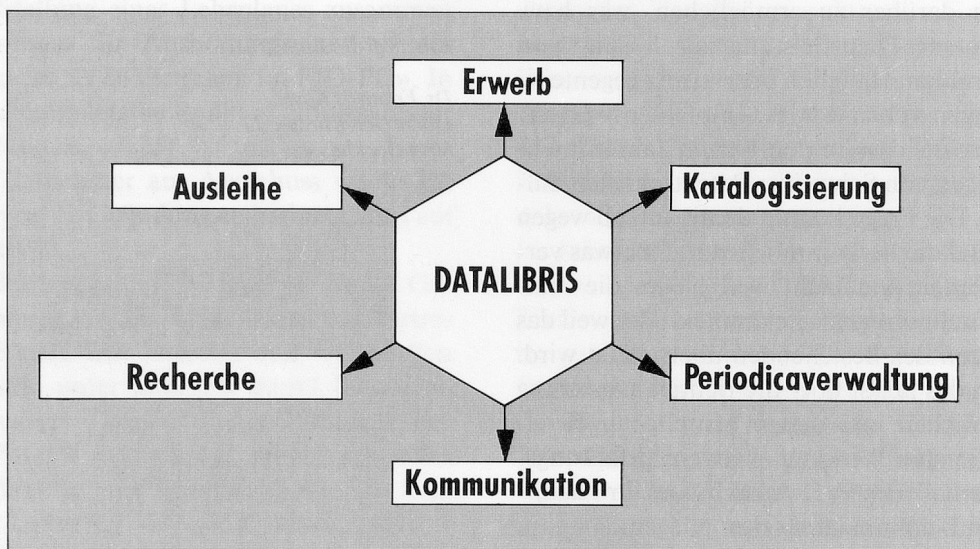 Erwerb
Ausleihe
Katalogisierung
DATALIBRIS
Recherche
Periodicaverwaltung
Kommunikation